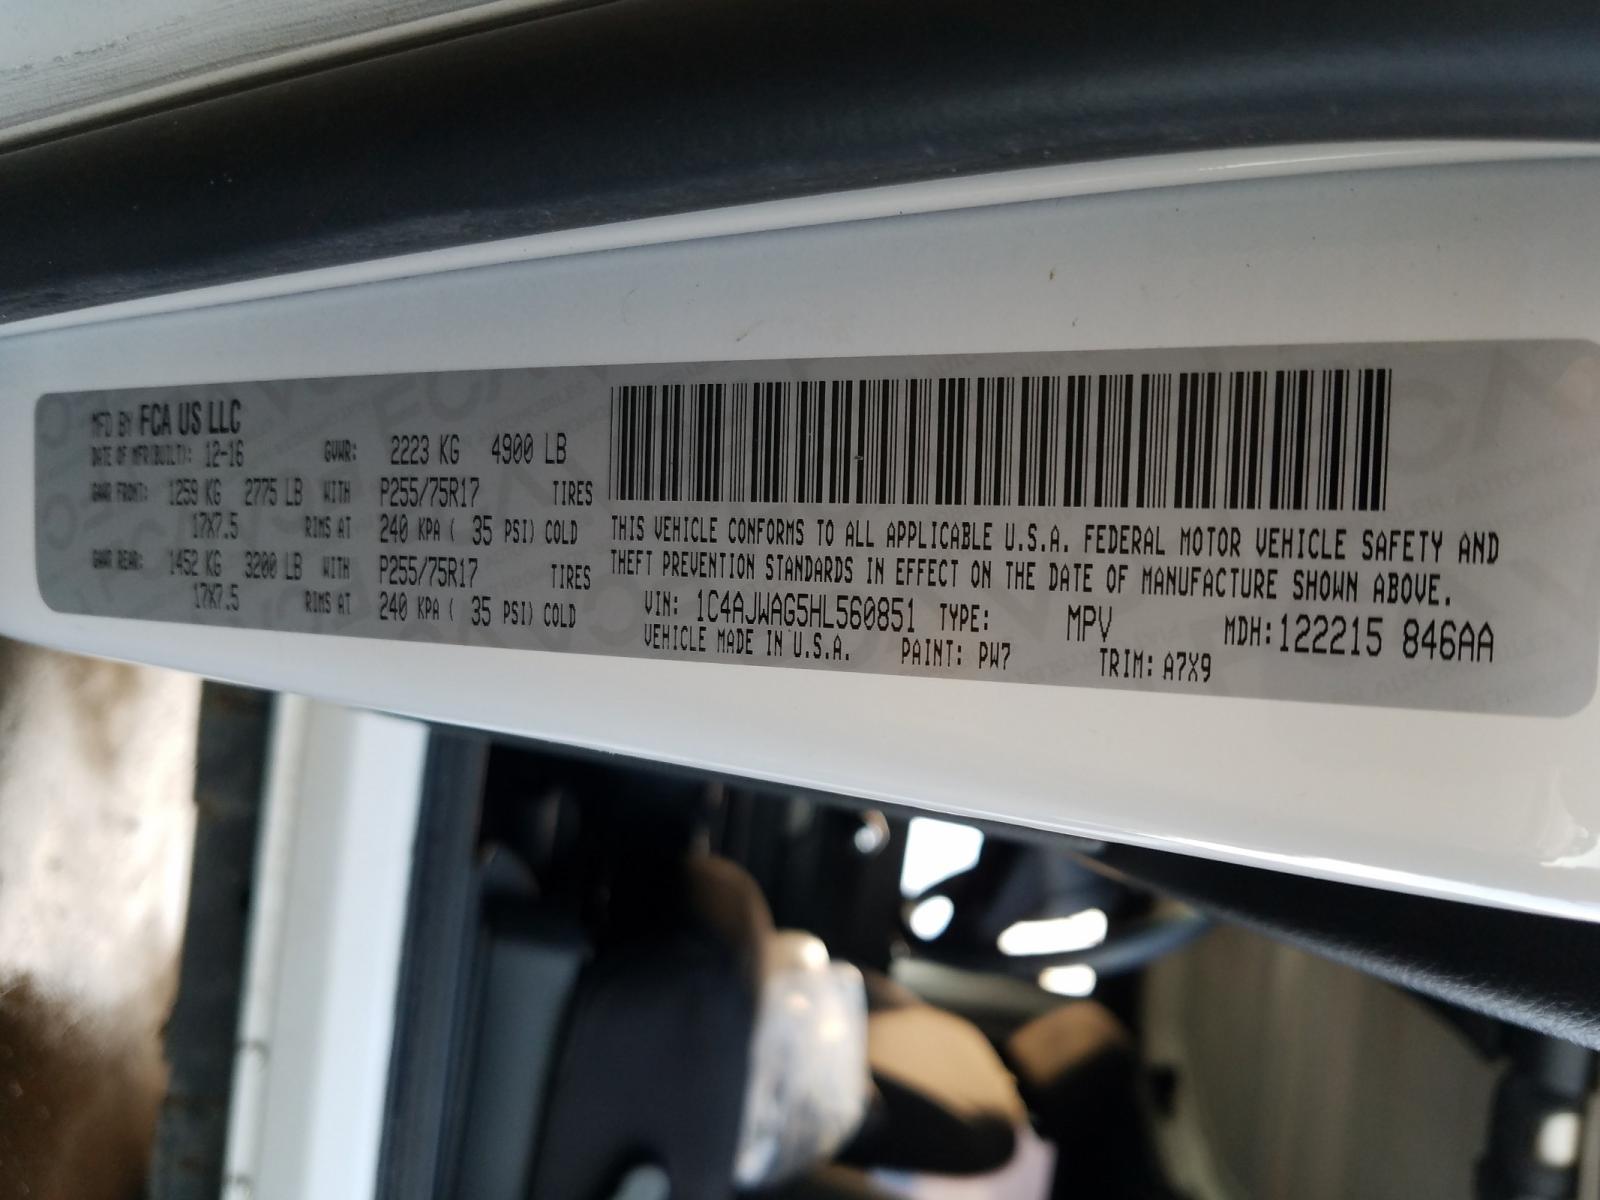 MFD BY FCA US LLC
DATE OF MFR(BUILT): 12-16 GVWR: 2223 KG 4900 LB
GAWR FRONT: 1259 KG 2775 LB WITH P255/75R17 TIRES
17X7.5 RIMS AT 240 KPA ( 35 PSI) COLD
GAWR REAR: 1452 KG 3200 LB WITH P255/75R17 TIRES
17X7.5 RIMS AT 240 KPA ( 35 PSI) COLD
THIS VEHICLE CONFORMS TO ALL APPLICABLE U.S.A. FEDERAL MOTOR VEHICLE SAFETY AND
THEFT PREVENTION STANDARDS IN EFFECT ON THE DATE OF MANUFACTURE SHOWN ABOVE.
VIN: 1C4AJWAG5HL560851 TYPE: MPV MDH: 122215 846AA
VEHICLE MADE IN U.S.A. PAINT: PW7 TRIM: A7X9